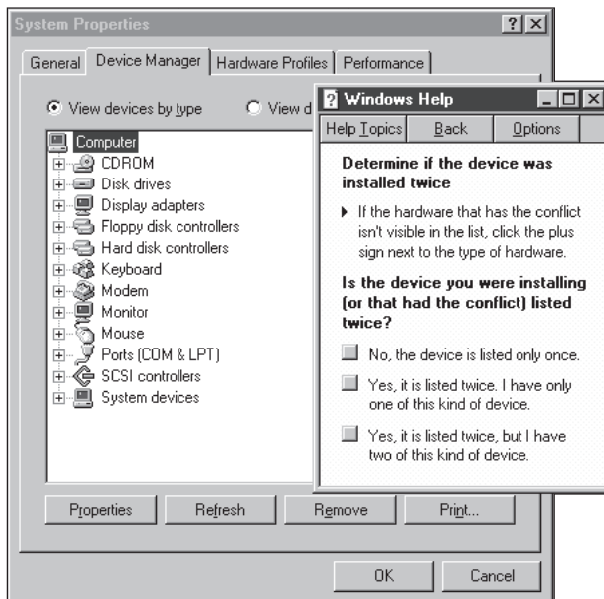 System Properties
General Device Manager Hardware Profiles Performance
View devices by type View d
Computer
CDROM
Disk drives
Display adapters
Floppy disk controllers
Hard disk controllers
Keyboard
Modem
Monitor
Mouse
Ports (COM & LPT)
SCSI controllers
System devices
Properties Refresh Remove Print...
OK Cancel
Windows Help
Help Topics Back Options
Determine if the device was
installed twice
If the hardware that has the conflict
isn't visible in the list, click the plus
sign next to the type of hardware.
Is the device you were installing
(or that had the conflict) listed
twice?
No, the device is listed only once.
Yes, it is listed twice. I have only
one of this kind of device.
Yes, it is listed twice, but I have
two of this kind of device.